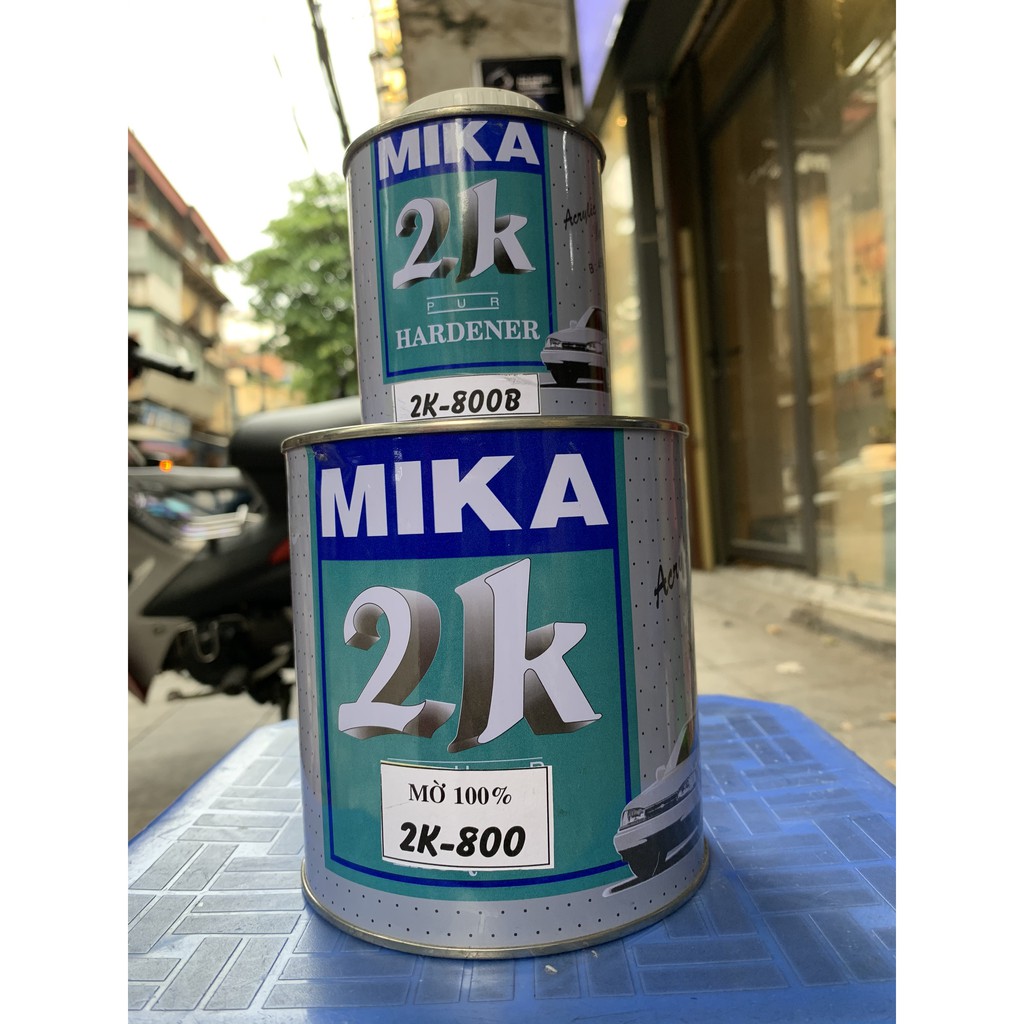 MIKA
2k
PUR
HARDENER
2K-800B
MIKA
2k
MỜ 100%
2K-800